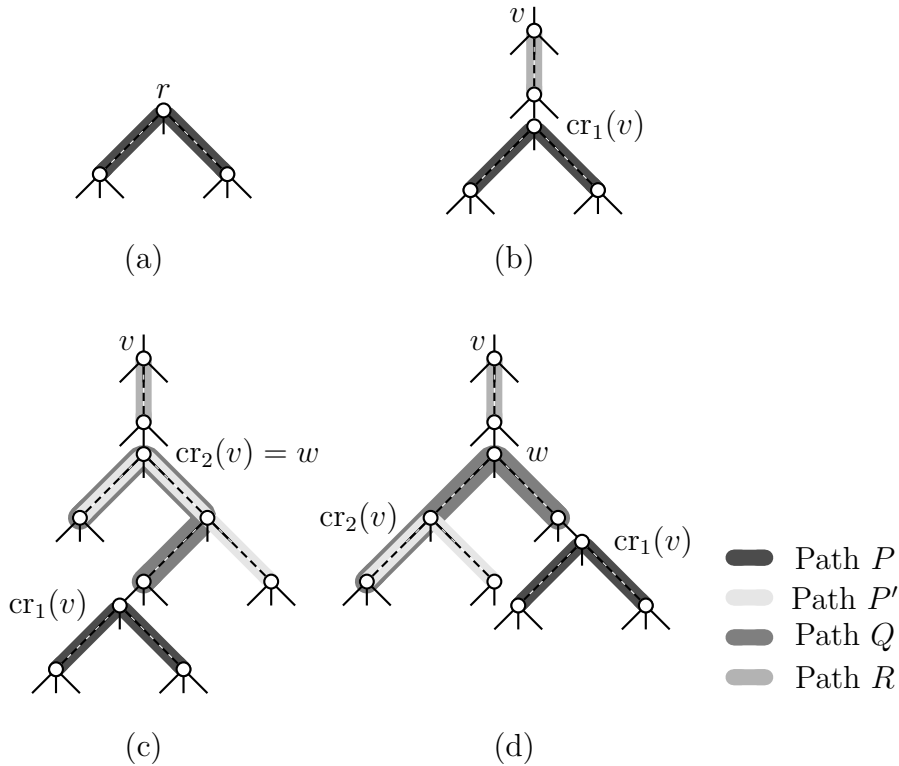 r
v
cr₁(v)
(a)
(b)
v
cr₂(v) = w
cr₁(v)
v
w
cr₂(v)
cr₁(v)
Path P
Path P′
Path Q
Path R
(c)
(d)